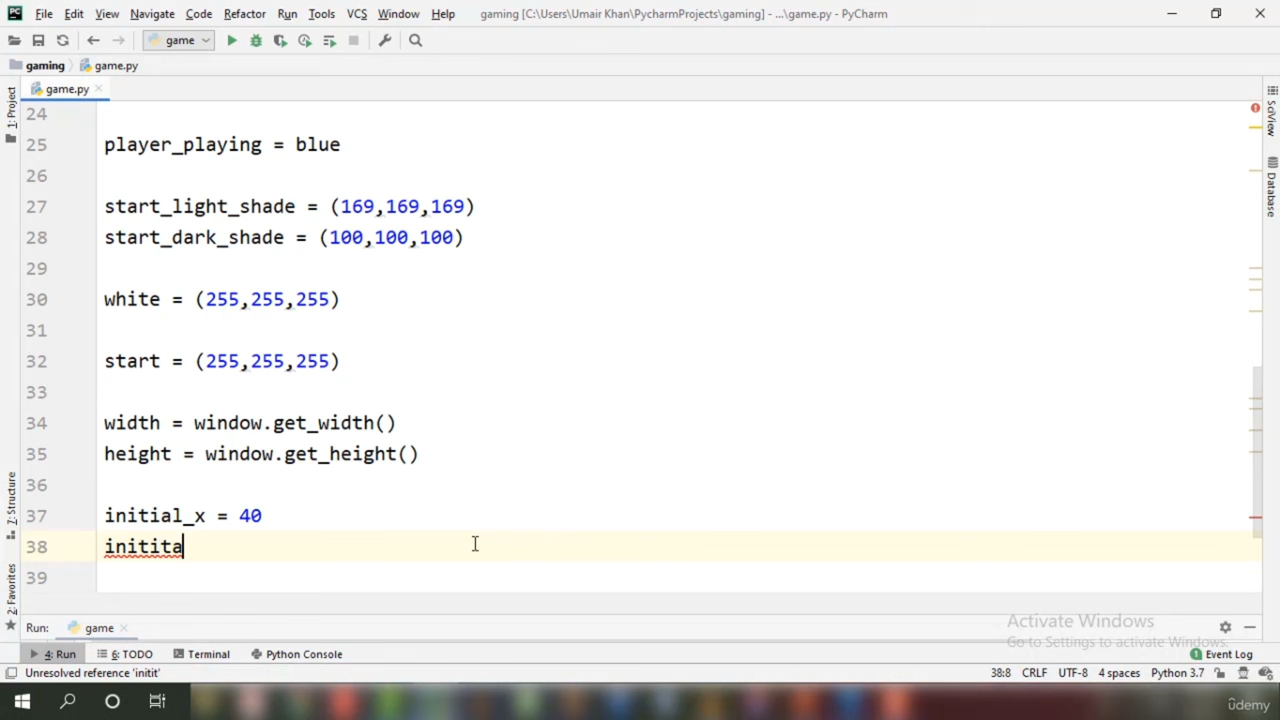 File Edit View Navigate Code Refactor Run Tools VCS Window Help gaming [C:\Users\Umair Khan\PycharmProjects\gaming] - ...\game.py - PyCharm
game
gaming game.py
game.py
24
25 player_playing = blue
26
27 start_light_shade = (169,169,169)
28 start_dark_shade = (100,100,100)
29
30 white = (255,255,255)
31
32 start = (255,255,255)
33
34 width = window.get_width()
35 height = window.get_height()
36
37 initial_x = 40
38 initita
39
1: Project
7: Structure
2: Favorites
SciView
Database
Activate Windows
Go to Settings to activate Windows.
Run: game
4: Run 6: TODO Terminal Python Console 1 Event Log
Unresolved reference 'initit' 38:8 CRLF UTF-8 4 spaces Python 3.7
ûdemy